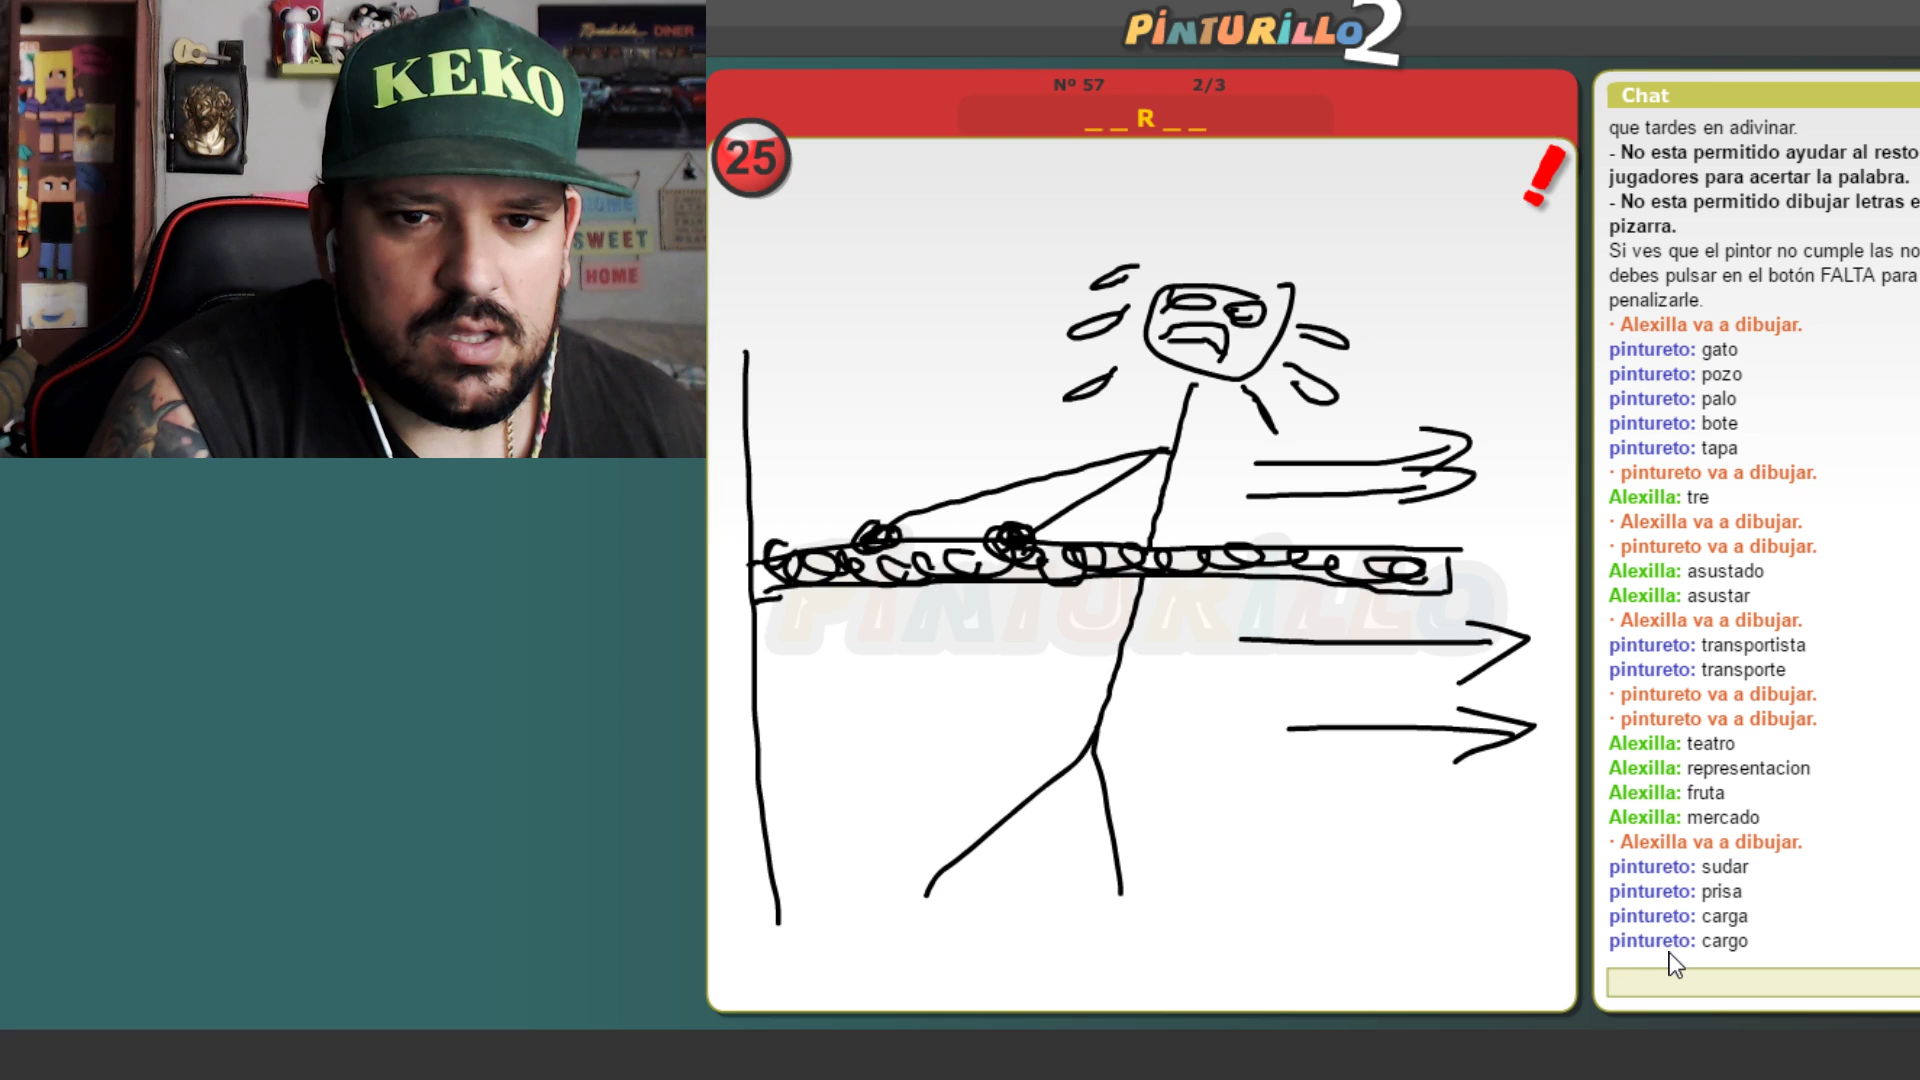 Roadside DINER
KEKO
HOME
SWEET
HOME
PiNTURiLLO2
Nº 57
2/3
_ _ R _ _
25
PiNTURiLLO
Chat
que tardes en adivinar.
- No esta permitido ayudar al resto
jugadores para acertar la palabra.
- No esta permitido dibujar letras e
pizarra.
Si ves que el pintor no cumple las no
debes pulsar en el botón FALTA para
penalizarle.
· Alexilla va a dibujar.
pintureto: gato
pintureto: pozo
pintureto: palo
pintureto: bote
pintureto: tapa
· pintureto va a dibujar.
Alexilla: tre
· Alexilla va a dibujar.
· pintureto va a dibujar.
Alexilla: asustado
Alexilla: asustar
· Alexilla va a dibujar.
pintureto: transportista
pintureto: transporte
· pintureto va a dibujar.
· pintureto va a dibujar.
Alexilla: teatro
Alexilla: representacion
Alexilla: fruta
Alexilla: mercado
· Alexilla va a dibujar.
pintureto: sudar
pintureto: prisa
pintureto: carga
pintureto: cargo